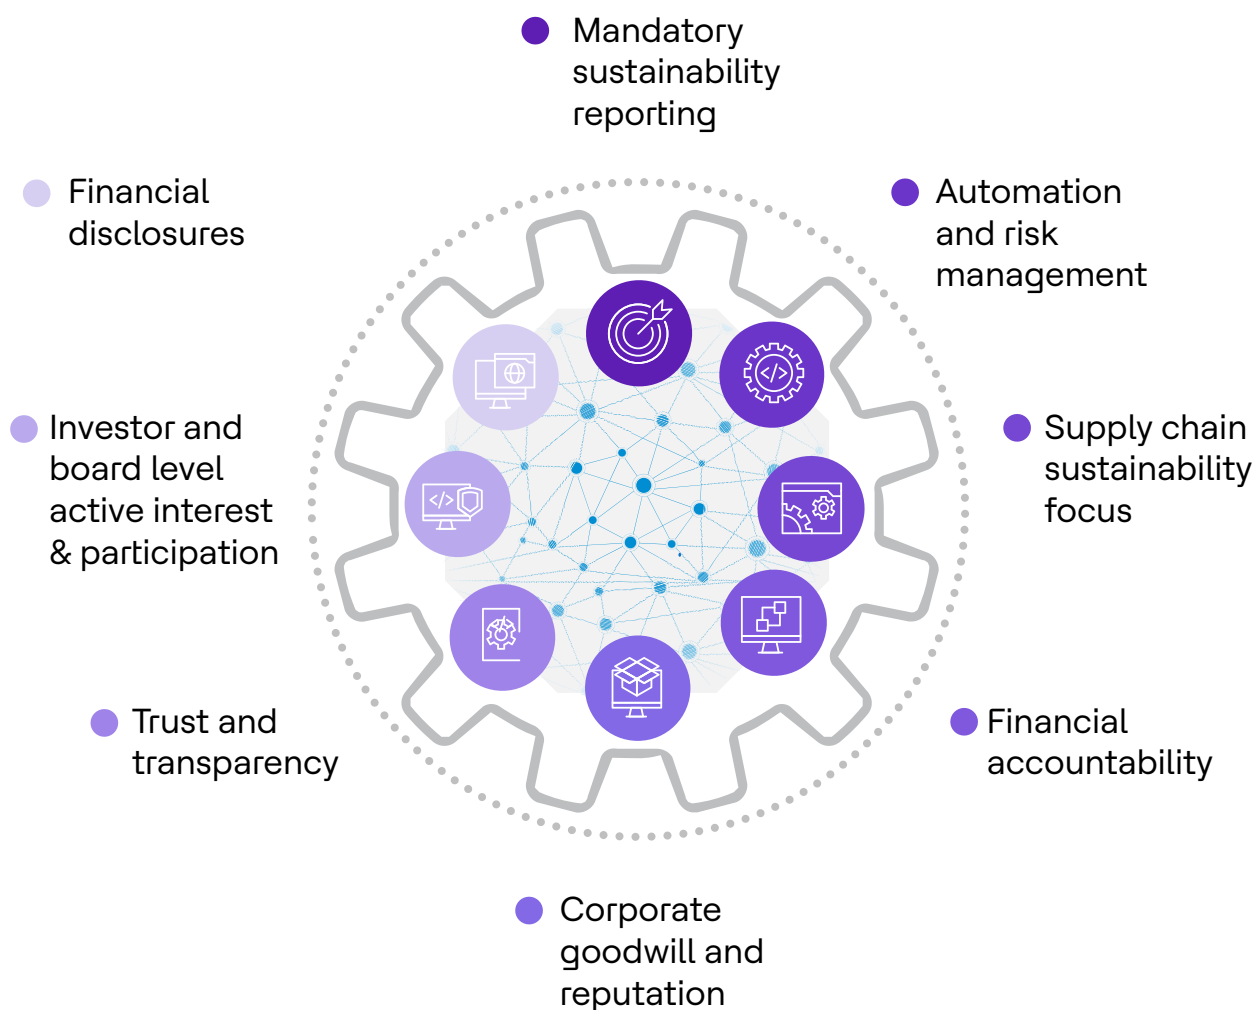 Mandatory
sustainability
reporting
Automation
and risk
management
Supply chain
sustainability
focus
Financial
accountability
Corporate
goodwill and
reputation
Trust and
transparency
Investor and
board level
active interest
& participation
Financial
disclosures